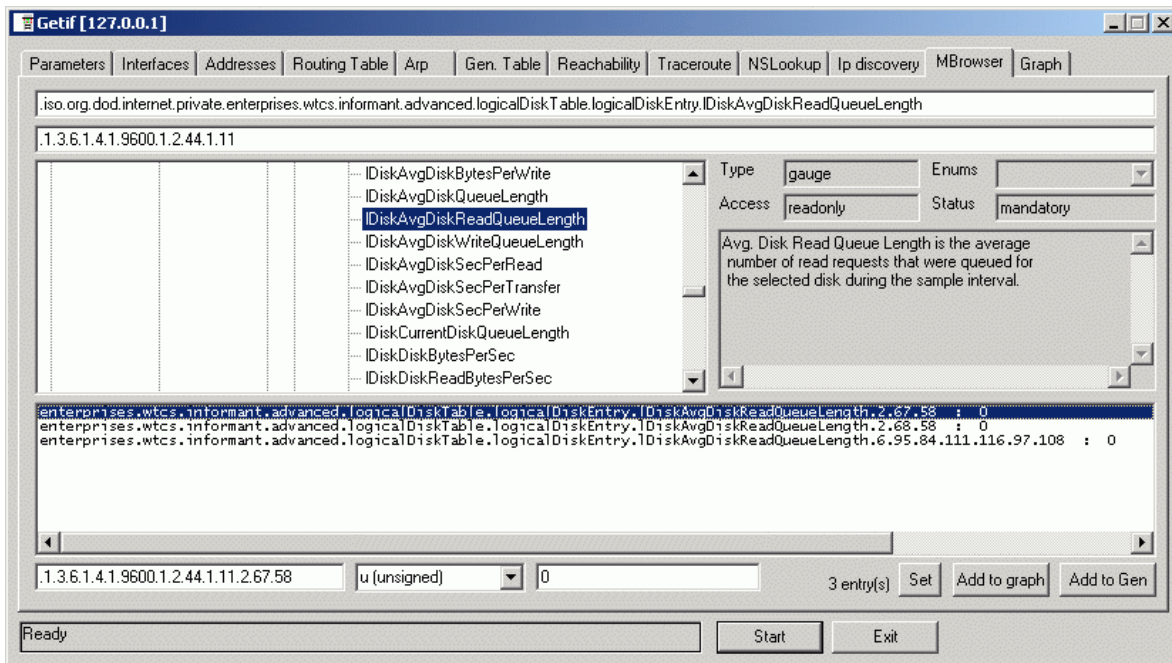 Getif [127.0.0.1]
Parameters Interfaces Addresses Routing Table Arp Gen. Table Reachability Traceroute NSLookup Ip discovery MBrowser Graph
.iso.org.dod.internet.private.enterprises.wtcs.informant.advanced.logicalDiskTable.logicalDiskEntry.lDiskAvgDiskReadQueueLength
.1.3.6.1.4.1.9600.1.2.44.1.11
lDiskAvgDiskBytesPerWrite
lDiskAvgDiskQueueLength
lDiskAvgDiskReadQueueLength
lDiskAvgDiskWriteQueueLength
lDiskAvgDiskSecPerRead
lDiskAvgDiskSecPerTransfer
lDiskAvgDiskSecPerWrite
lDiskCurrentDiskQueueLength
lDiskDiskBytesPerSec
lDiskDiskReadBytesPerSec
Type gauge Enums
Access readonly Status mandatory
Avg. Disk Read Queue Length is the average
number of read requests that were queued for
the selected disk during the sample interval.
enterprises.wtcs.informant.advanced.logicalDiskTable.logicalDiskEntry.lDiskAvgDiskReadQueueLength.2.67.58 : 0
enterprises.wtcs.informant.advanced.logicalDiskTable.logicalDiskEntry.lDiskAvgDiskReadQueueLength.2.68.58 : 0
enterprises.wtcs.informant.advanced.logicalDiskTable.logicalDiskEntry.lDiskAvgDiskReadQueueLength.6.95.84.111.116.97.108 : 0
.1.3.6.1.4.1.9600.1.2.44.1.11.2.67.58 u (unsigned) 0 3 entry(s) Set Add to graph Add to Gen
Ready Start Exit